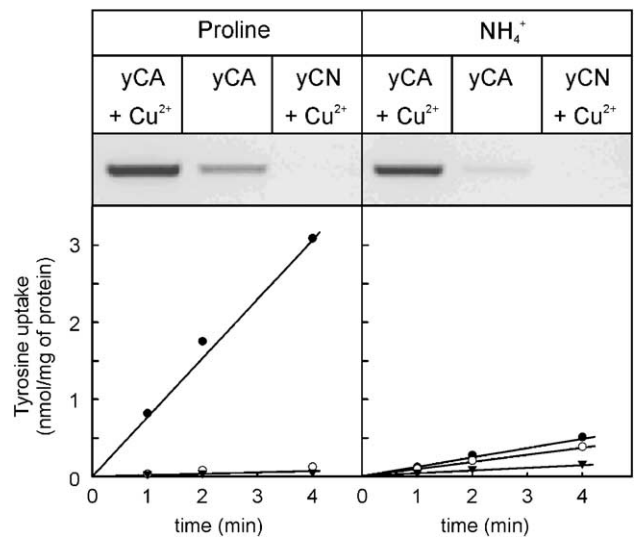 Proline NH₄⁺
yCA yCA yCN yCA yCA yCN
+ Cu²⁺ + Cu²⁺ + Cu²⁺ + Cu²⁺
3
2
1
0
Tyrosine uptake
(nmol/mg of protein)
0 1 2 3 4 0 1 2 3 4
time (min) time (min)